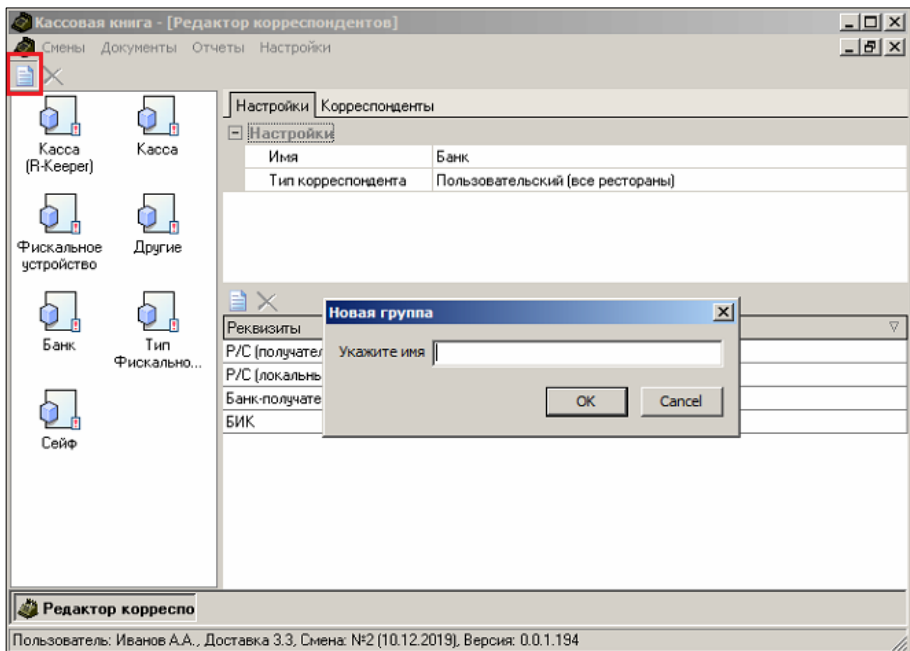 Кассовая книга - [Редактор корреспондентов]
Смены Документы Отчеты Настройки
Касса (R-Keeper)
Касса
Фискальное устройство
Другие
Банк
Тип Фискально...
Сейф
Настройки Корреспонденты
Настройки
Имя Банк
Тип корреспондента Пользовательский (все рестораны)
Реквизиты
Р/С (получател
Р/С (локальны
Банк-получате
БИК
Новая группа
Укажите имя
OK Cancel
Редактор корреспо
Пользователь: Иванов А.А., Доставка 3.3, Смена: №2 (10.12.2019), Версия: 0.0.1.194